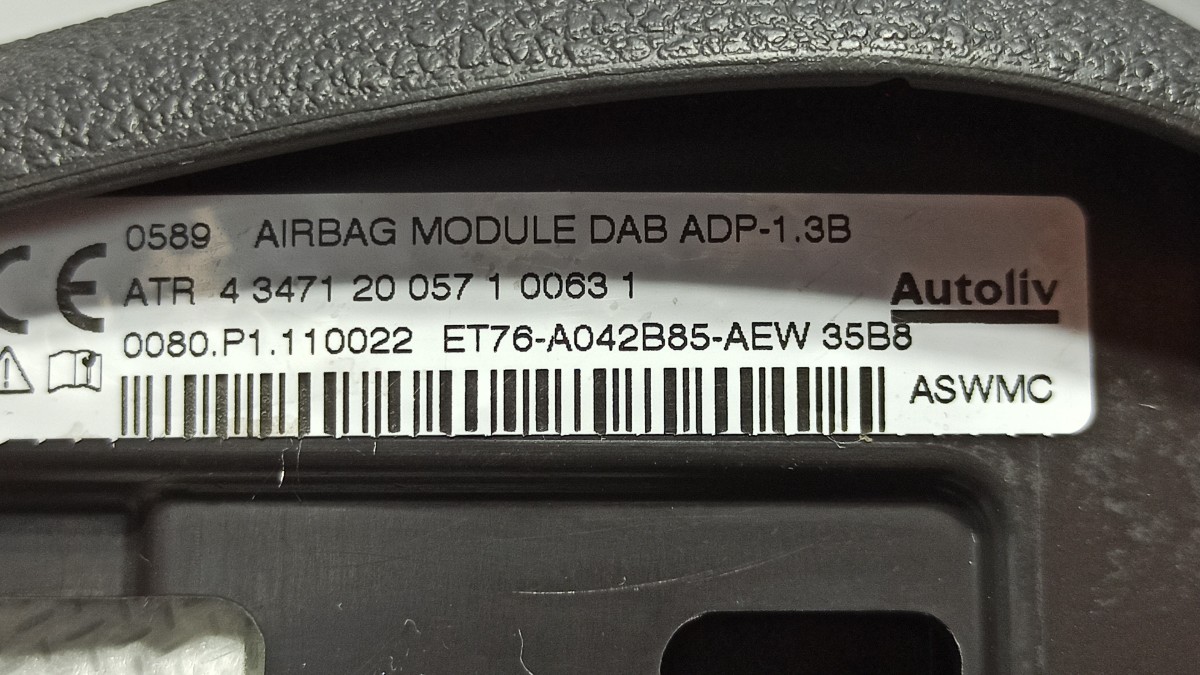 CE 0589 AIRBAG MODULE DAB ADP-1.3B
ATR 4 3471 20 057 1 0063 1
Autoliv
0080.P1.110022 ET76-A042B85-AEW 35B8
ASWMC